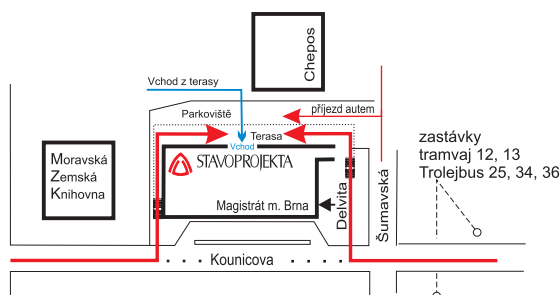 Chepos
Vchod z terasy
Parkoviště
příjezd autem
Terasa
Vchod
STAVOPROJEKTA
Moravská
Zemská
Knihovna
Magistrát m. Brna
Delvita
Šumavská
zastávky
tramvaj 12, 13
Trolejbus 25, 34, 36
Kounicova